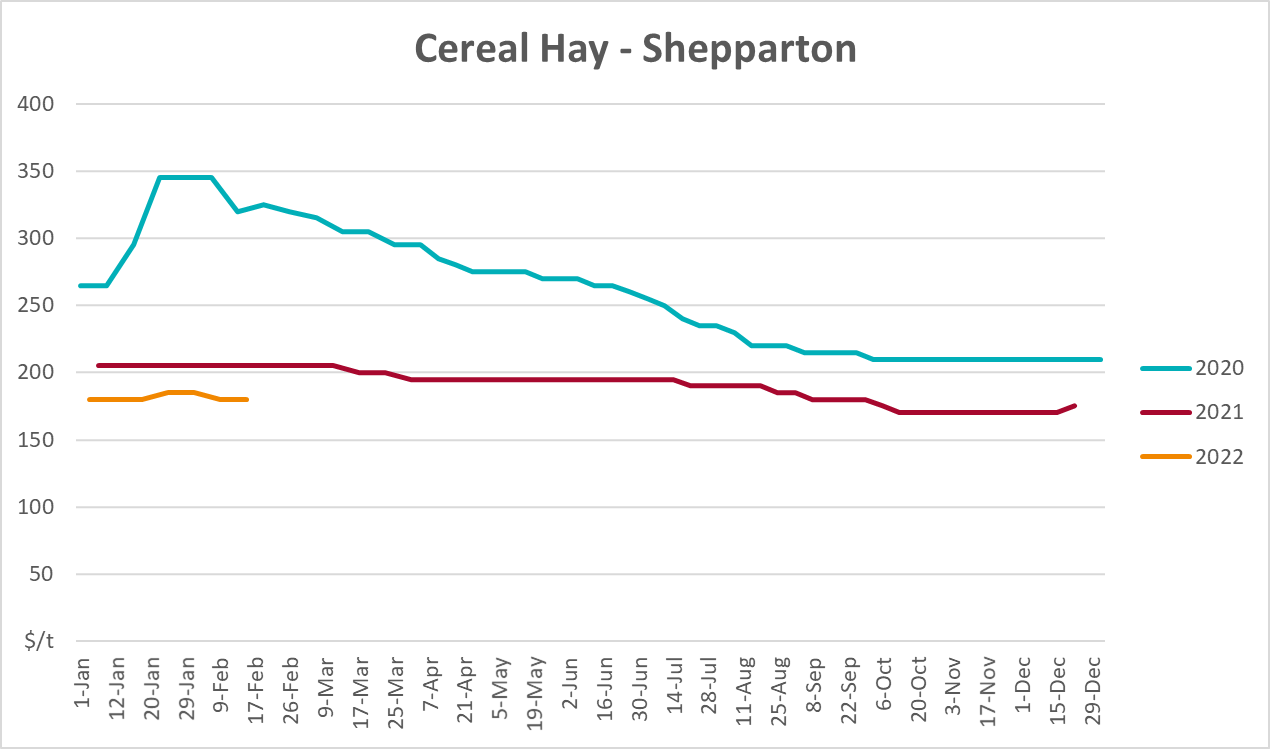 Cereal Hay - Shepparton
400
350
300
250
200
150
100
50
$/t
1-Jan
12-Jan
20-Jan
29-Jan
9-Feb
17-Feb
26-Feb
9-Mar
17-Mar
25-Mar
7-Apr
21-Apr
5-May
19-May
2-Jun
16-Jun
30-Jun
14-Jul
28-Jul
11-Aug
25-Aug
8-Sep
22-Sep
6-Oct
20-Oct
3-Nov
17-Nov
1-Dec
15-Dec
29-Dec
2020
2021
2022